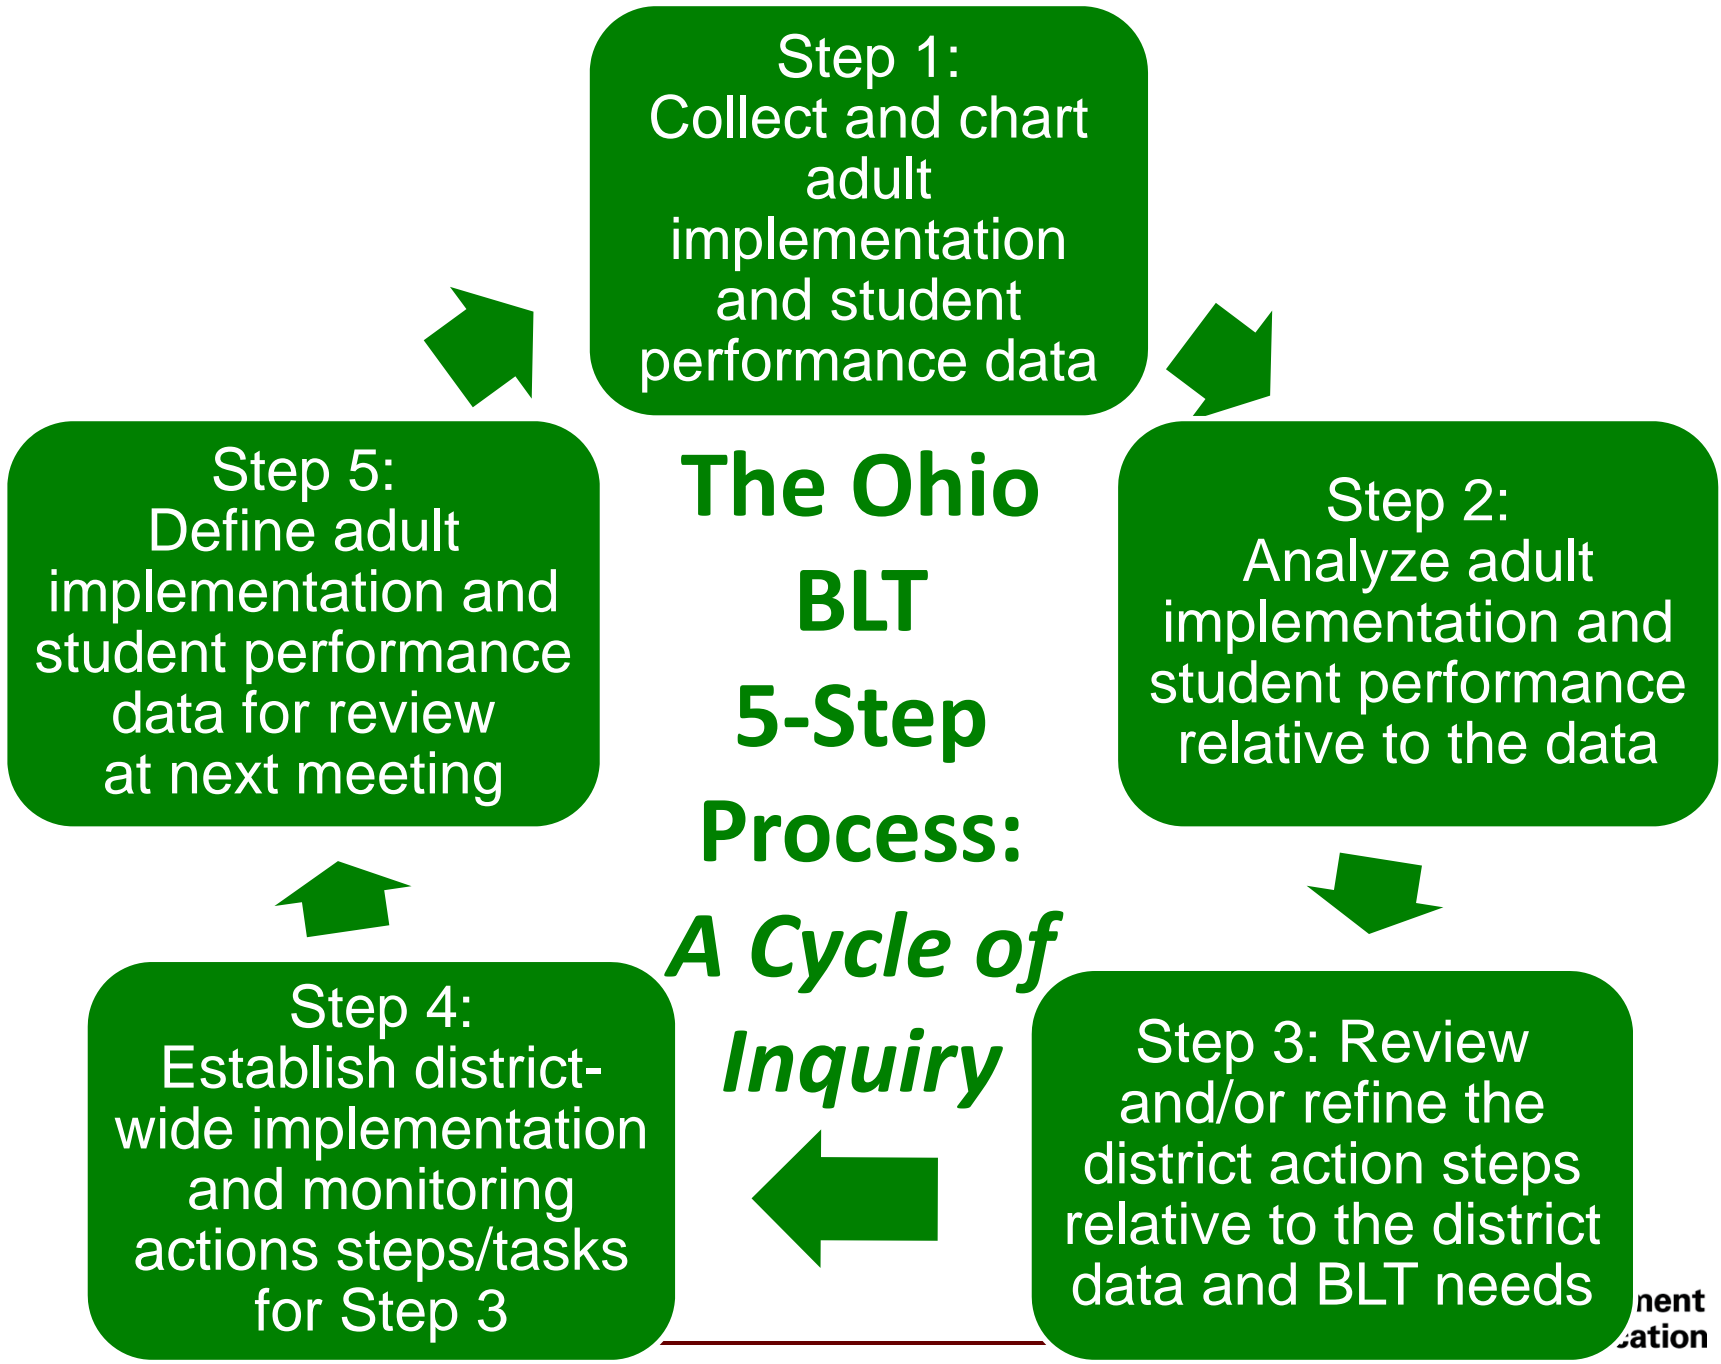 Step 1:
Collect and chart
adult
implementation
and student
performance data
Step 2:
Analyze adult
implementation and
student performance
relative to the data
Step 3: Review
and/or refine the
district action steps
relative to the district
data and BLT needs
Step 4:
Establish district-
wide implementation
and monitoring
actions steps/tasks
for Step 3
Step 5:
Define adult
implementation and
student performance
data for review
at next meeting
The Ohio
BLT
5-Step
Process:
A Cycle of
Inquiry